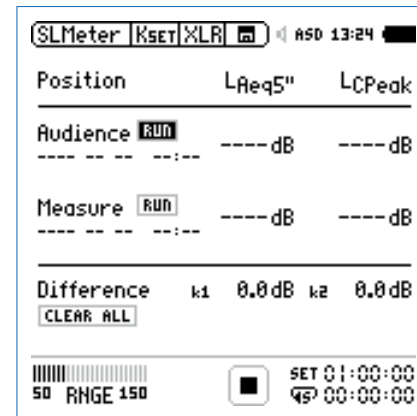 SLMeter KSET XLR ASD 13:24
Position LAeq5" LCPeak
Audience RUN ----dB ----dB
---- -- -- --:--
Measure RUN ----dB ----dB
---- -- -- --:--
Difference k1 0.0dB k2 0.0dB
CLEAR ALL
SET 01:00:00
50 RNGE 150 00:00:00